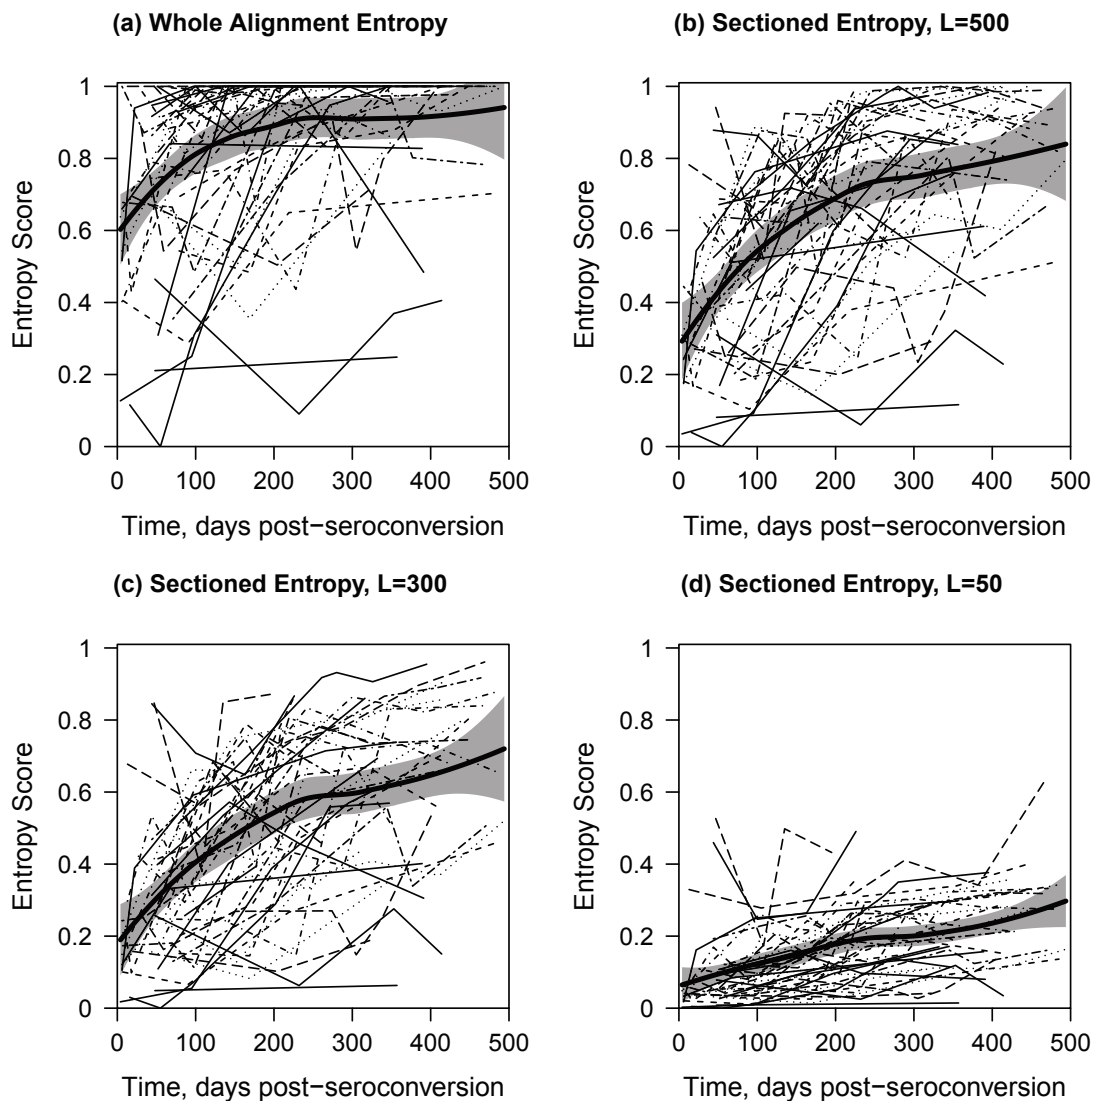 (a) Whole Alignment Entropy
1
0.8
0.6
0.4
0.2
0
Entropy Score
0 100 200 300 400 500
Time, days post−seroconversion
(b) Sectioned Entropy, L=500
1
0.8
0.6
0.4
0.2
0
Entropy Score
0 100 200 300 400 500
Time, days post−seroconversion
(c) Sectioned Entropy, L=300
1
0.8
0.6
0.4
0.2
0
Entropy Score
0 100 200 300 400 500
Time, days post−seroconversion
(d) Sectioned Entropy, L=50
1
0.8
0.6
0.4
0.2
0
Entropy Score
0 100 200 300 400 500
Time, days post−seroconversion